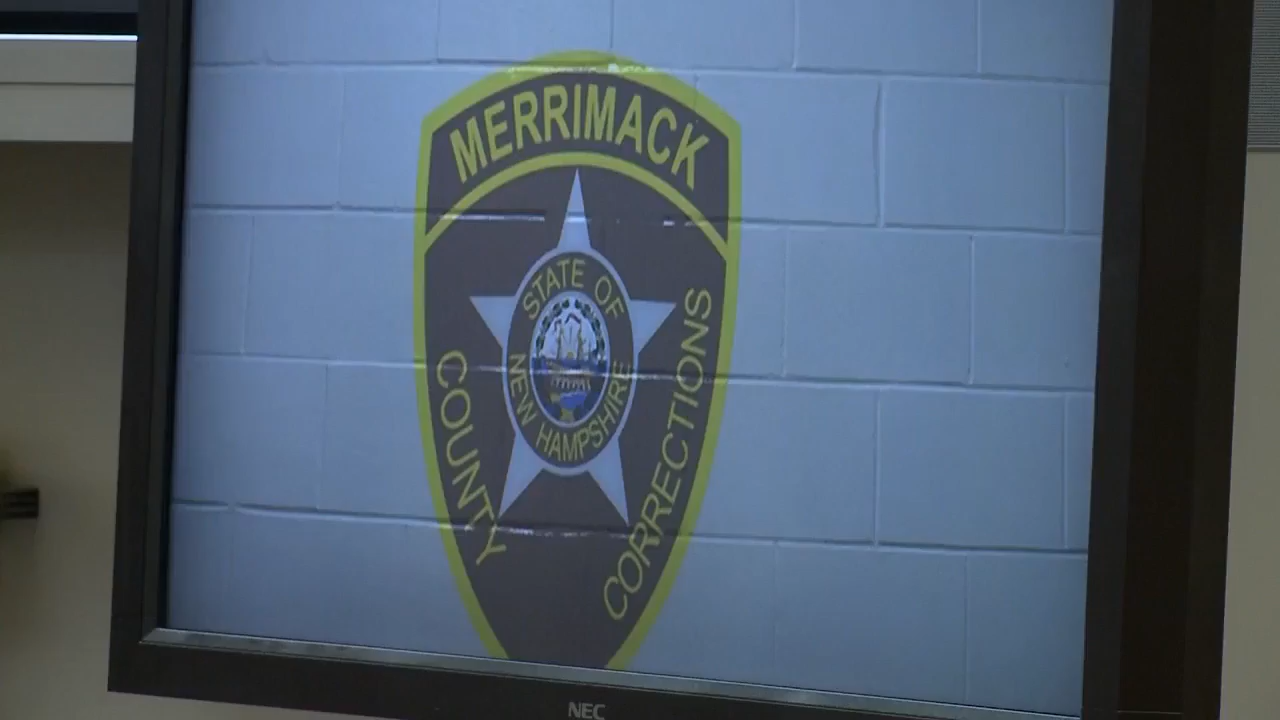 MERRIMACK
STATE OF
NEW HAMPSHIRE
COUNTY
CORRECTIONS
NEC